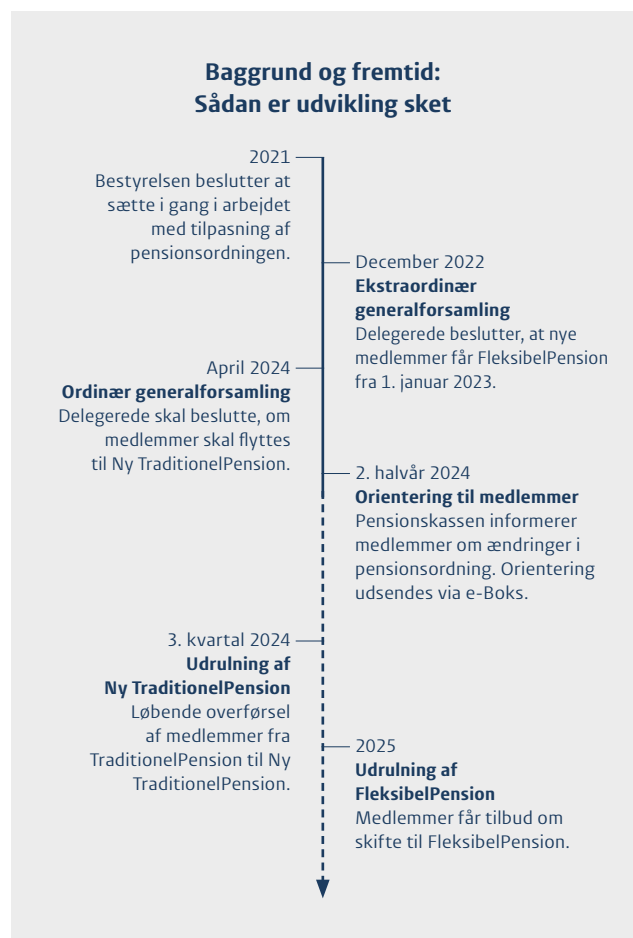 Baggrund og fremtid:
Sådan er udvikling sket
2021
Bestyrelsen beslutter at
sætte i gang i arbejdet
med tilpasning af
pensionsordningen.
December 2022
Ekstraordinær
generalforsamling
Delegerede beslutter, at nye
medlemmer får FleksibelPension
fra 1. januar 2023.
April 2024
Ordinær generalforsamling
Delegerede skal beslutte, om
medlemmer skal flyttes
til Ny TraditionelPension.
2. halvår 2024
Orientering til medlemmer
Pensionskassen informerer
medlemmer om ændringer i
pensionsordning. Orientering
udsendes via e-Boks.
3. kvartal 2024
Udrulning af
Ny TraditionelPension
Løbende overførsel
af medlemmer fra
TraditionelPension til Ny
TraditionelPension.
2025
Udrulning af
FleksibelPension
Medlemmer får tilbud om
skifte til FleksibelPension.